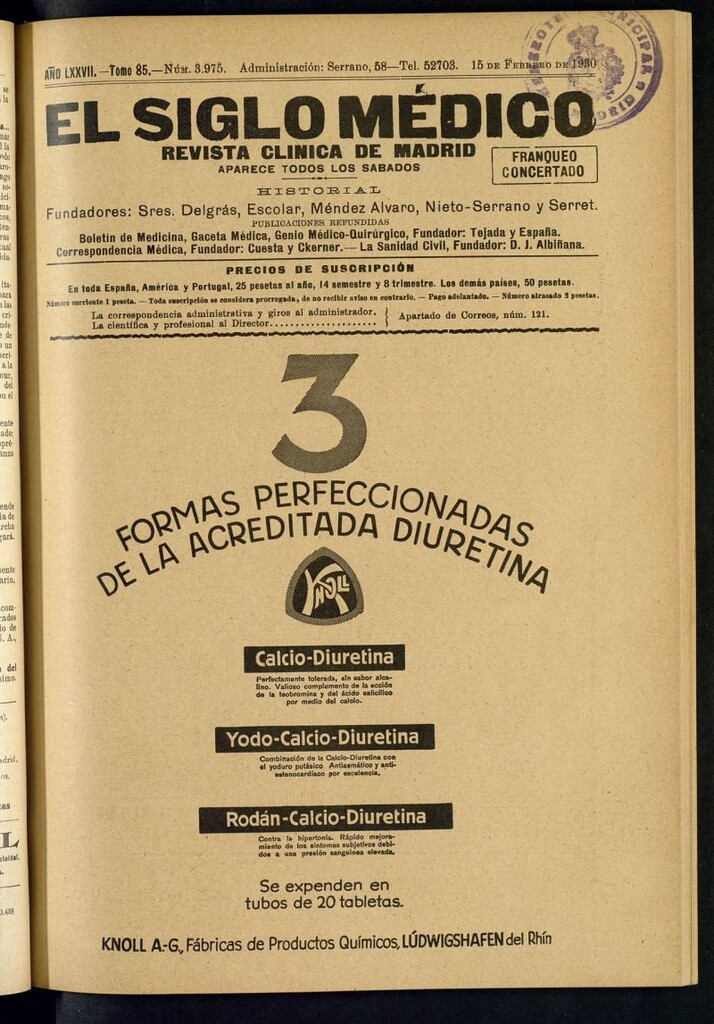 AÑO LXXVII.—Tomo 85.—NÚM. 3.975. Administración: Serrano, 58—Tel. 52703. 15 DE FEBRERO DE 1930
EL SIGLO MÉDICO
REVISTA CLINICA DE MADRID
APARECE TODOS LOS SABADOS
FRANQUEO
CONCERTADO
HISTORIAL
Fundadores: Sres. Delgrás, Escolar, Méndez Alvaro, Nieto-Serrano y Serret.
PUBLICACIONES REFUNDIDAS
Boletín de Medicina, Gaceta Médica, Genio Médico-Quirúrgico, Fundador: Tejada y España.
Correspondencia Médica, Fundador: Cuesta y Ckerner.—La Sanidad Civil, Fundador: D. J. Albiñana.
PRECIOS DE SUSCRIPCIÓN
En toda España, América y Portugal, 25 pesetas al año, 14 semestre y 8 trimestre. Los demás países, 50 pesetas.
Número corriente 1 peseta. — Toda suscripción se considera prorrogada, de no recibir aviso en contrario. — Pago adelantado. — Número atrasado 2 pesetas.
La correspondencia administrativa y giros al administrador.
La científica y profesional al Director.....................
Apartado de Correos, núm. 121.
3
FORMAS PERFECCIONADAS
DE LA ACREDITADA DIURETINA
KNOLL
Calcio-Diuretina
Perfectamente tolerada, sin sabor alca-
lino. Valioso complemento de la acción
de la teobromina y del ácido salicílico
por medio del calcio.
Yodo-Calcio-Diuretina
Combinación de la Calcio-Diuretina con
el yoduro potásico Antiasmático y anti-
estenocardiaco por excelencia.
Rodán-Calcio-Diuretina
Contra la hipertonía. Rápido mejora-
miento de los síntomas subjetivos debi-
dos a una presión sanguínea elevada.
Se expenden en
tubos de 20 tabletas.
KNOLL A.-G., Fábricas de Productos Químicos, LÚDWIGSHAFEN del Rhín